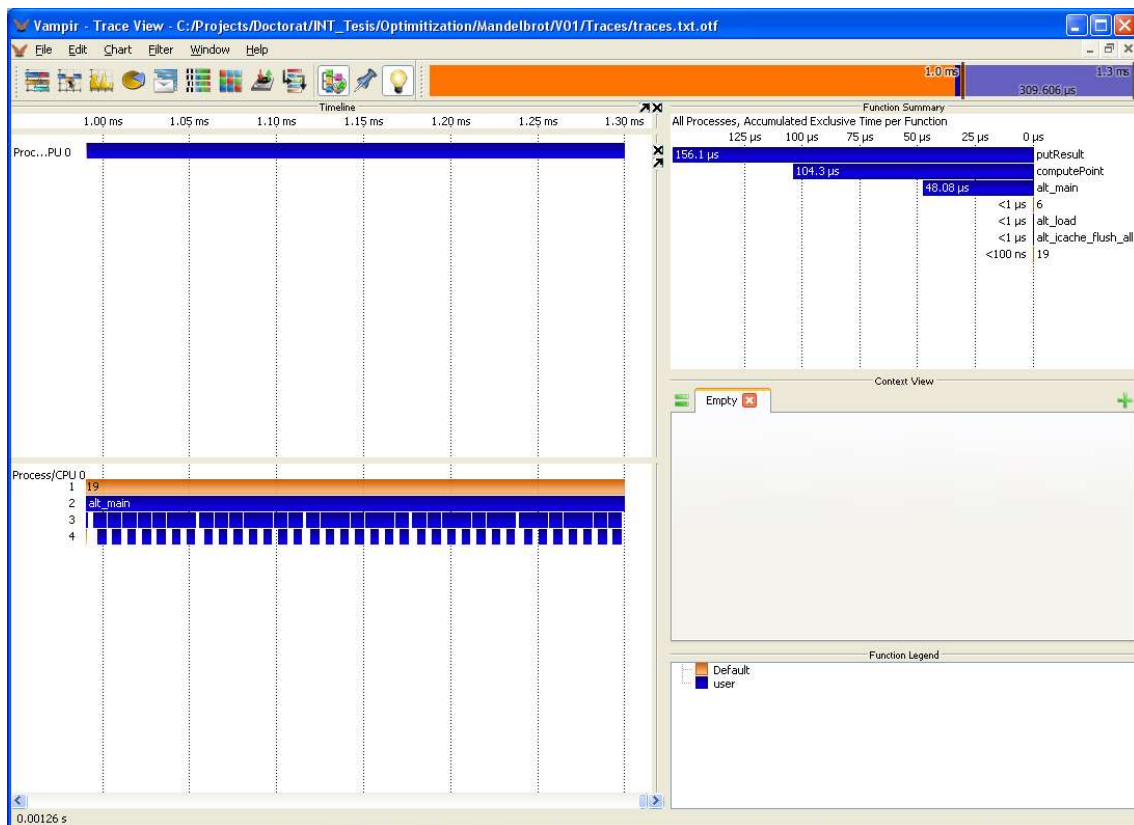 Vampir - Trace View - C:/Projects/Doctorat/INT_Tesis/Optimitization/Mandelbrot/V01/Traces/traces.txt.otf
File Edit Chart Filter Window Help
1.0 ms 1.3 ms
309.606 µs
Timeline
1.00 ms 1.05 ms 1.10 ms 1.15 ms 1.20 ms 1.25 ms 1.30 ms
Proc...PU 0
Process/CPU 0
1 19
2 alt_main
3
4
Function Summary
All Processes, Accumulated Exclusive Time per Function
125 µs 100 µs 75 µs 50 µs 25 µs 0 µs
156.1 µs putResult
104.3 µs computePoint
48.08 µs alt_main
<1 µs 6
<1 µs alt_load
<1 µs alt_icache_flush_all
<100 ns 19
Context View
Empty
Function Legend
Default
user
0.00126 s